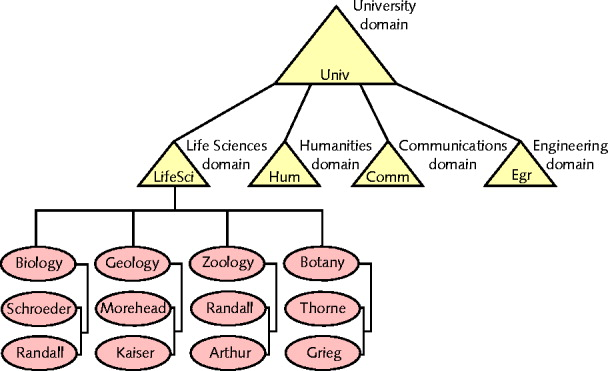 University
domain
Univ
Life Sciences
domain
Humanities
domain
Communications
domain
Engineering
domain
LifeSci
Hum
Comm
Egr
Biology
Geology
Zoology
Botany
Schroeder
Morehead
Randall
Thorne
Randall
Kaiser
Arthur
Grieg